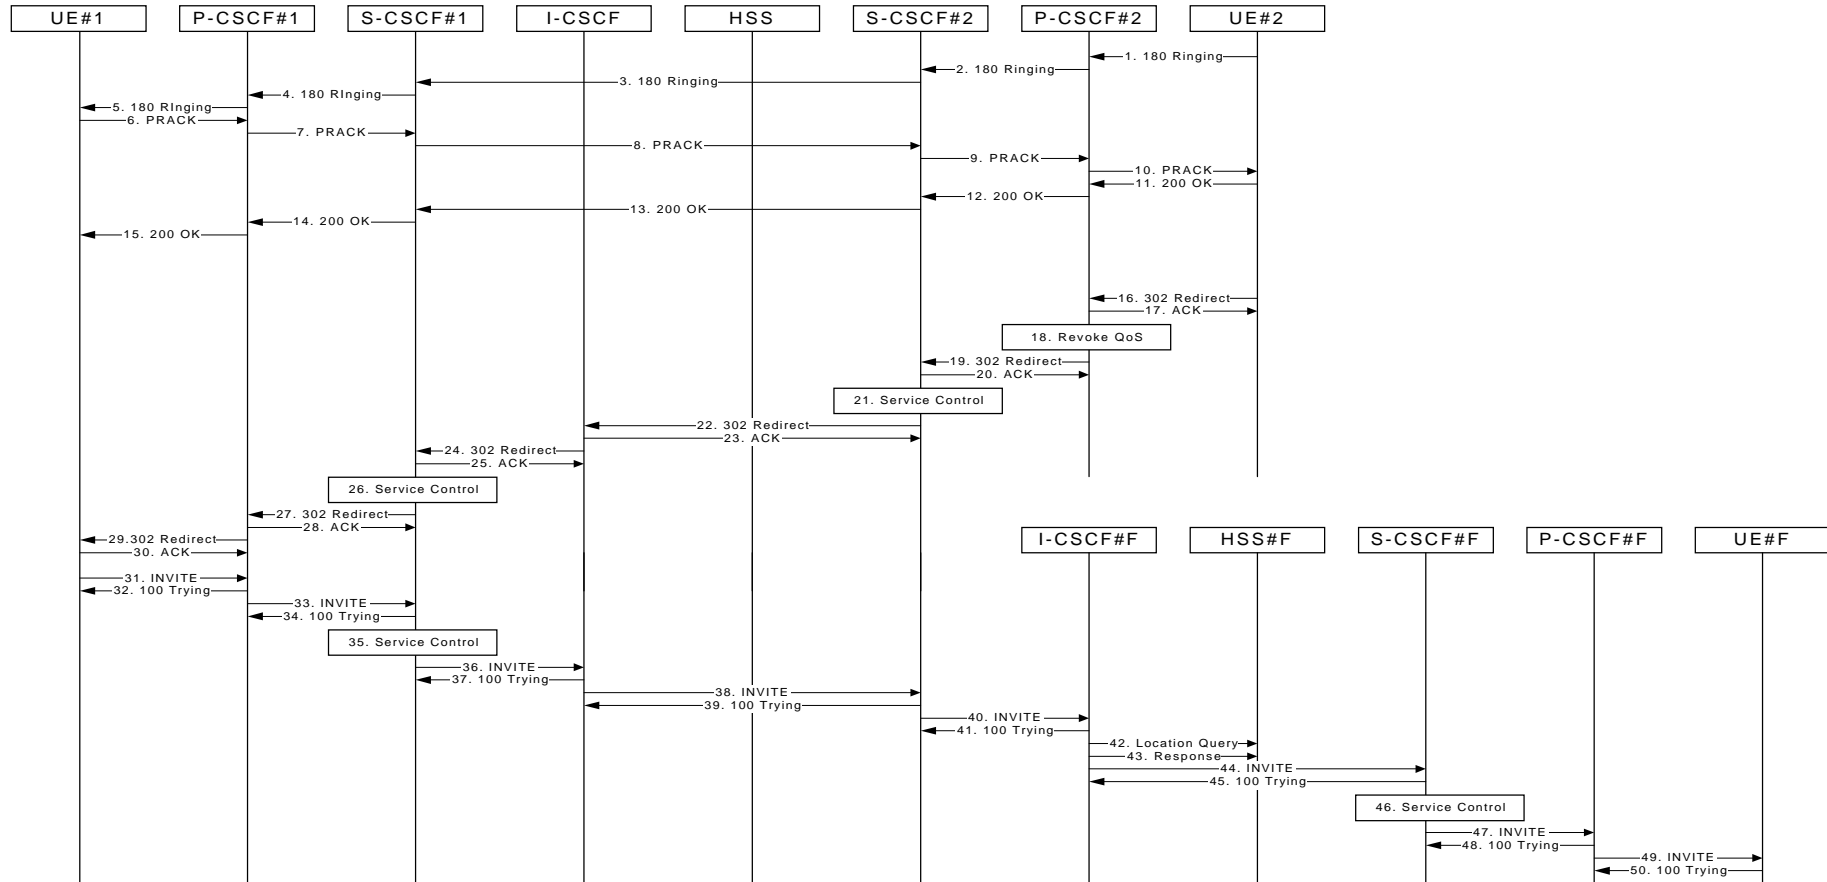 UE#1
P-CSCF#1
S-CSCF#1
I-CSCF
HSS
S-CSCF#2
P-CSCF#2
UE#2
1. 180 Ringing
2. 180 Ringing
3. 180 Ringing
4. 180 RInging
5. 180 RInging
6. PRACK
7. PRACK
8. PRACK
9. PRACK
10. PRACK
11. 200 OK
12. 200 OK
13. 200 OK
14. 200 OK
15. 200 OK
16. 302 Redirect
17. ACK
18. Revoke QoS
19. 302 Redirect
20. ACK
21. Service Control
22. 302 Redirect
23. ACK
24. 302 Redirect
25. ACK
26. Service Control
27. 302 Redirect
28. ACK
29.302 Redirect
30. ACK
I-CSCF#F
HSS#F
S-CSCF#F
P-CSCF#F
UE#F
31. INVITE
32. 100 Trying
33. INVITE
34. 100 Trying
35. Service Control
36. INVITE
37. 100 Trying
38. INVITE
39. 100 Trying
40. INVITE
41. 100 Trying
42. Location Query
43. Response
44. INVITE
45. 100 Trying
46. Service Control
47. INVITE
48. 100 Trying
49. INVITE
50. 100 Trying